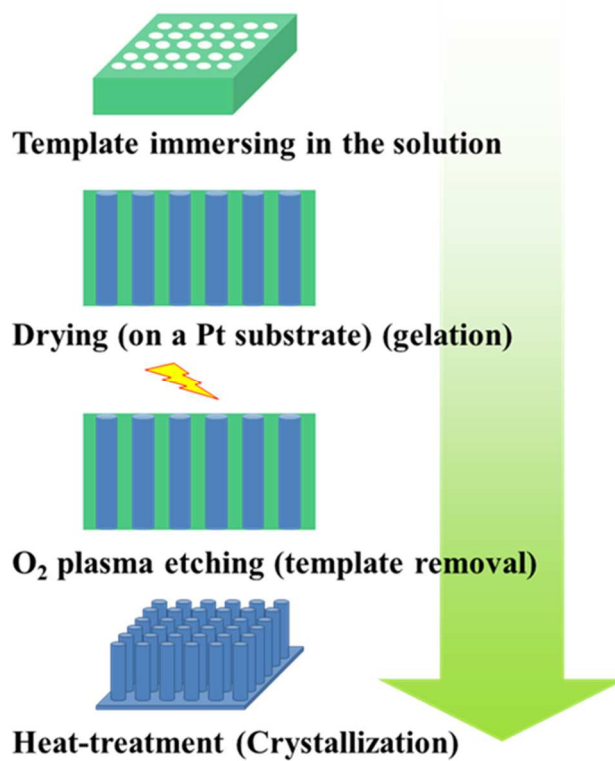 Template immersing in the solution
Drying (on a Pt substrate) (gelation)
O₂ plasma etching (template removal)
Heat-treatment (Crystallization)